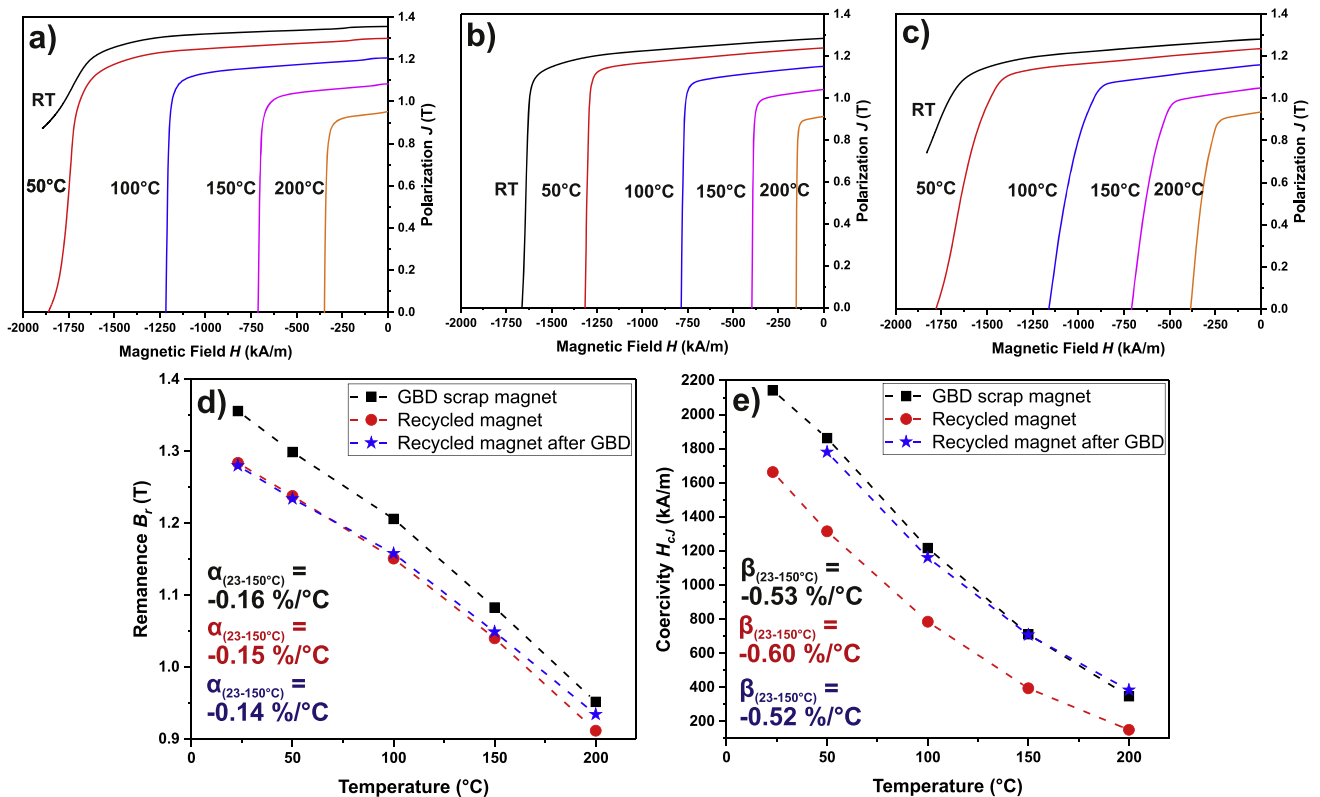 a)
RT
50°C
100°C
150°C
200°C
1.4
1.2
1.0
0.8
0.6
0.4
0.2
0.0
Polarization J (T)
-2000 -1750 -1500 -1250 -1000 -750 -500 -250 0
Magnetic Field H (kA/m)
b)
RT
50°C
100°C
150°C
200°C
1.4
1.2
1.0
0.8
0.6
0.4
0.2
0.0
Polarization J (T)
-2000 -1750 -1500 -1250 -1000 -750 -500 -250 0
Magnetic Field H (kA/m)
c)
RT
50°C
100°C
150°C
200°C
1.4
1.2
1.0
0.8
0.6
0.4
0.2
0.0
Polarization J (T)
-2000 -1750 -1500 -1250 -1000 -750 -500 -250 0
Magnetic Field H (kA/m)
d)
GBD scrap magnet
Recycled magnet
Recycled magnet after GBD
1.4
1.3
1.2
1.1
1.0
0.9
Remanence Br (T)
α(23-150°C) =
-0.16 %/°C
α(23-150°C) =
-0.15 %/°C
α(23-150°C) =
-0.14 %/°C
0 50 100 150 200
Temperature (°C)
e)
GBD scrap magnet
Recycled magnet
Recycled magnet after GBD
2200
2000
1800
1600
1400
1200
1000
800
600
400
200
Coercivity HcJ (kA/m)
β(23-150°C) =
-0.53 %/°C
β(23-150°C) =
-0.60 %/°C
β(23-150°C) =
-0.52 %/°C
0 50 100 150 200
Temperature (°C)